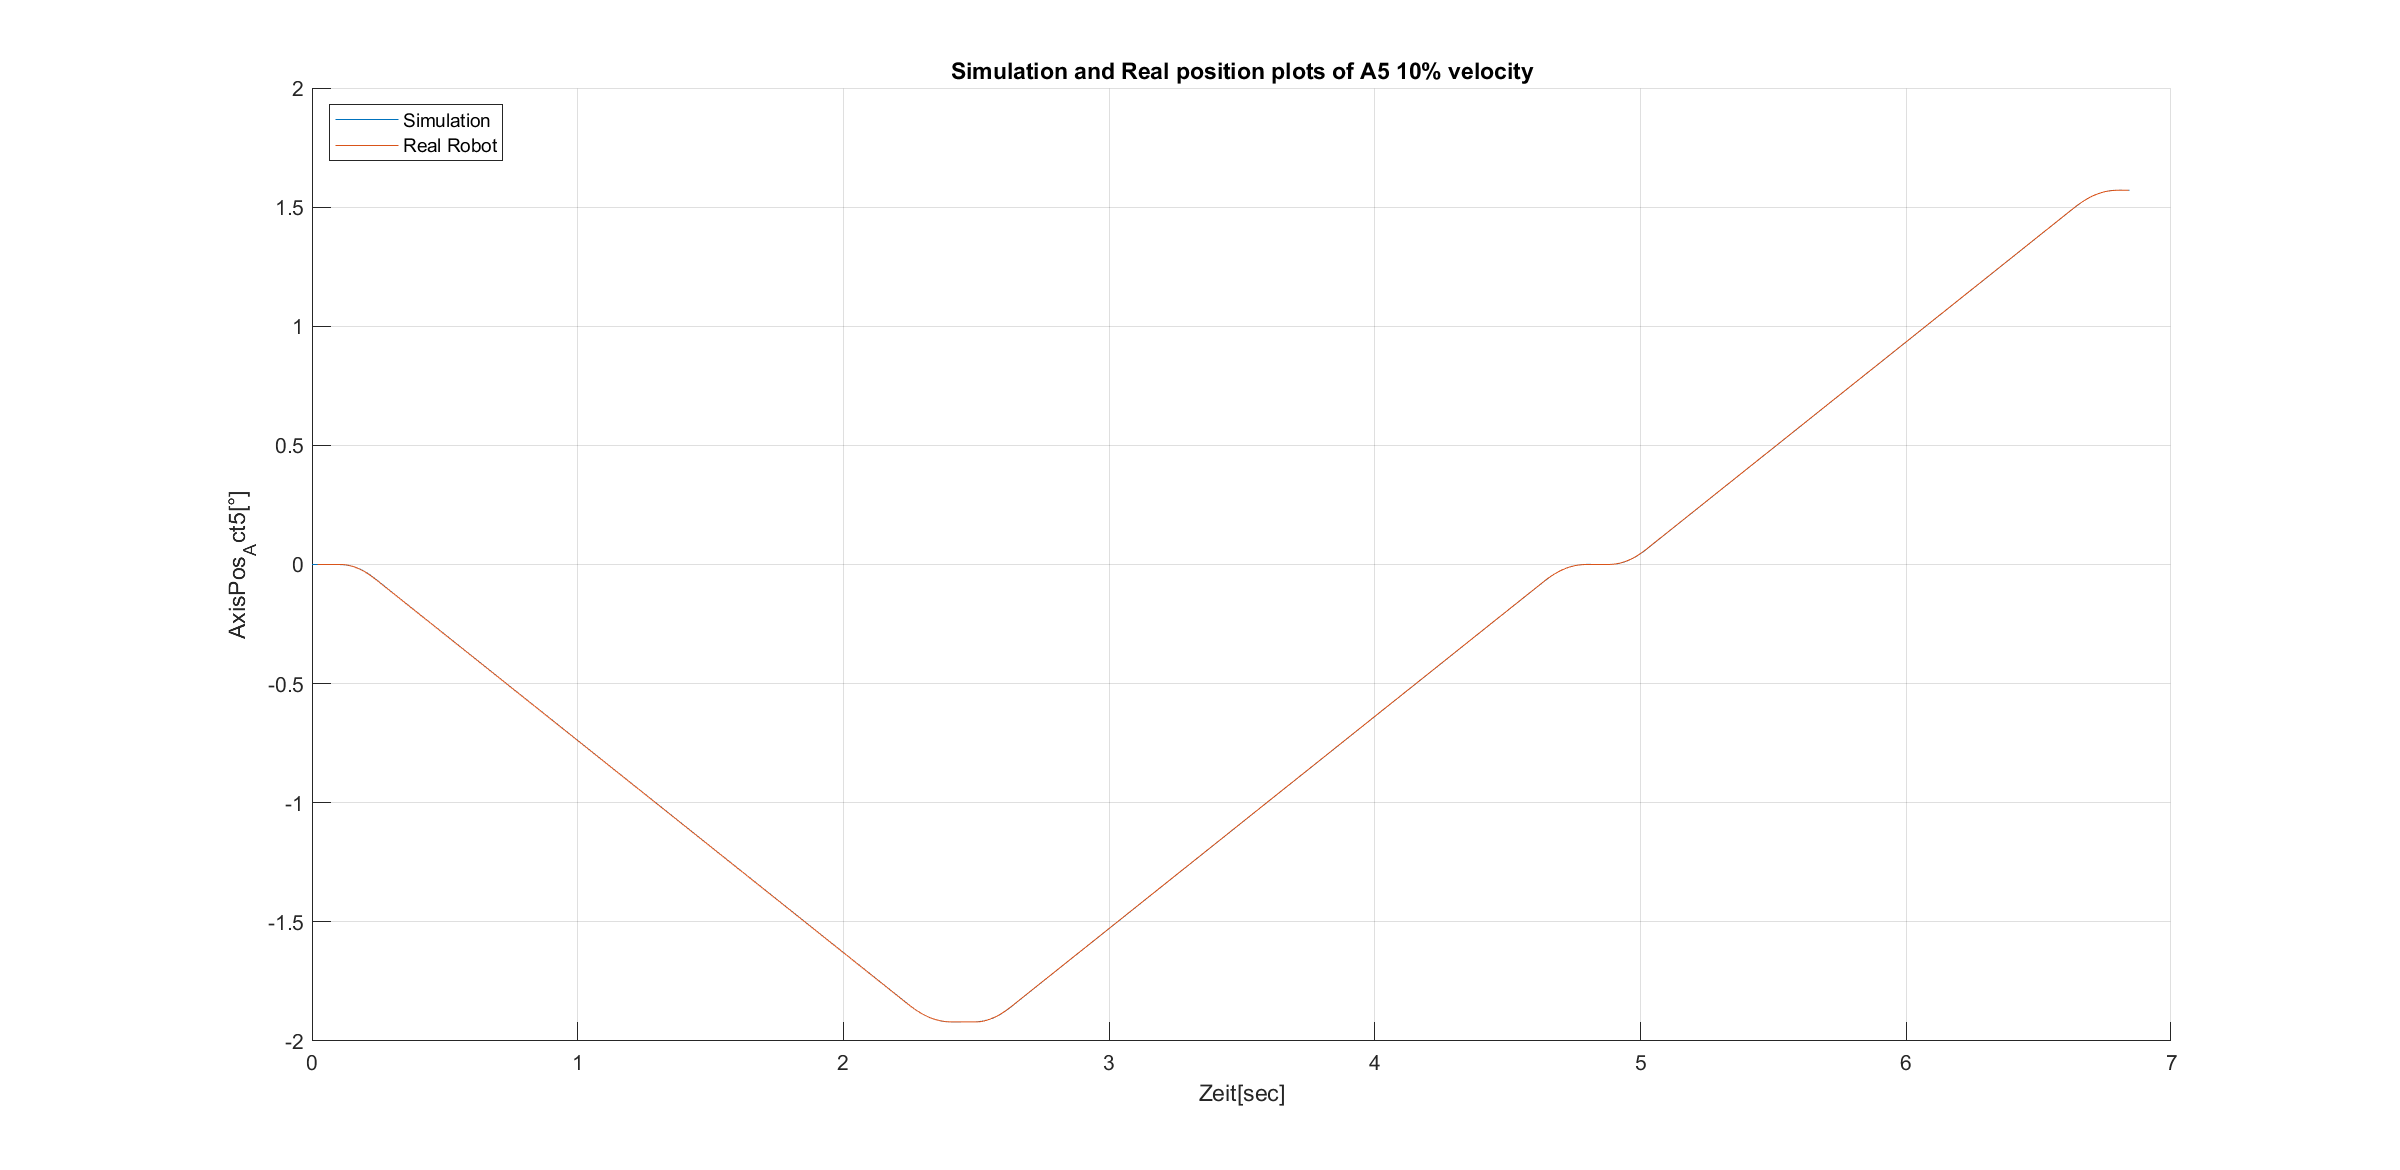 Simulation and Real position plots of A5 10% velocity
2
Simulation
Real Robot
1.5
1
0.5
0
-0.5
-1
-1.5
-2
AxisPos_Act5[°]
0 1 2 3 4 5 6 7
Zeit[sec]